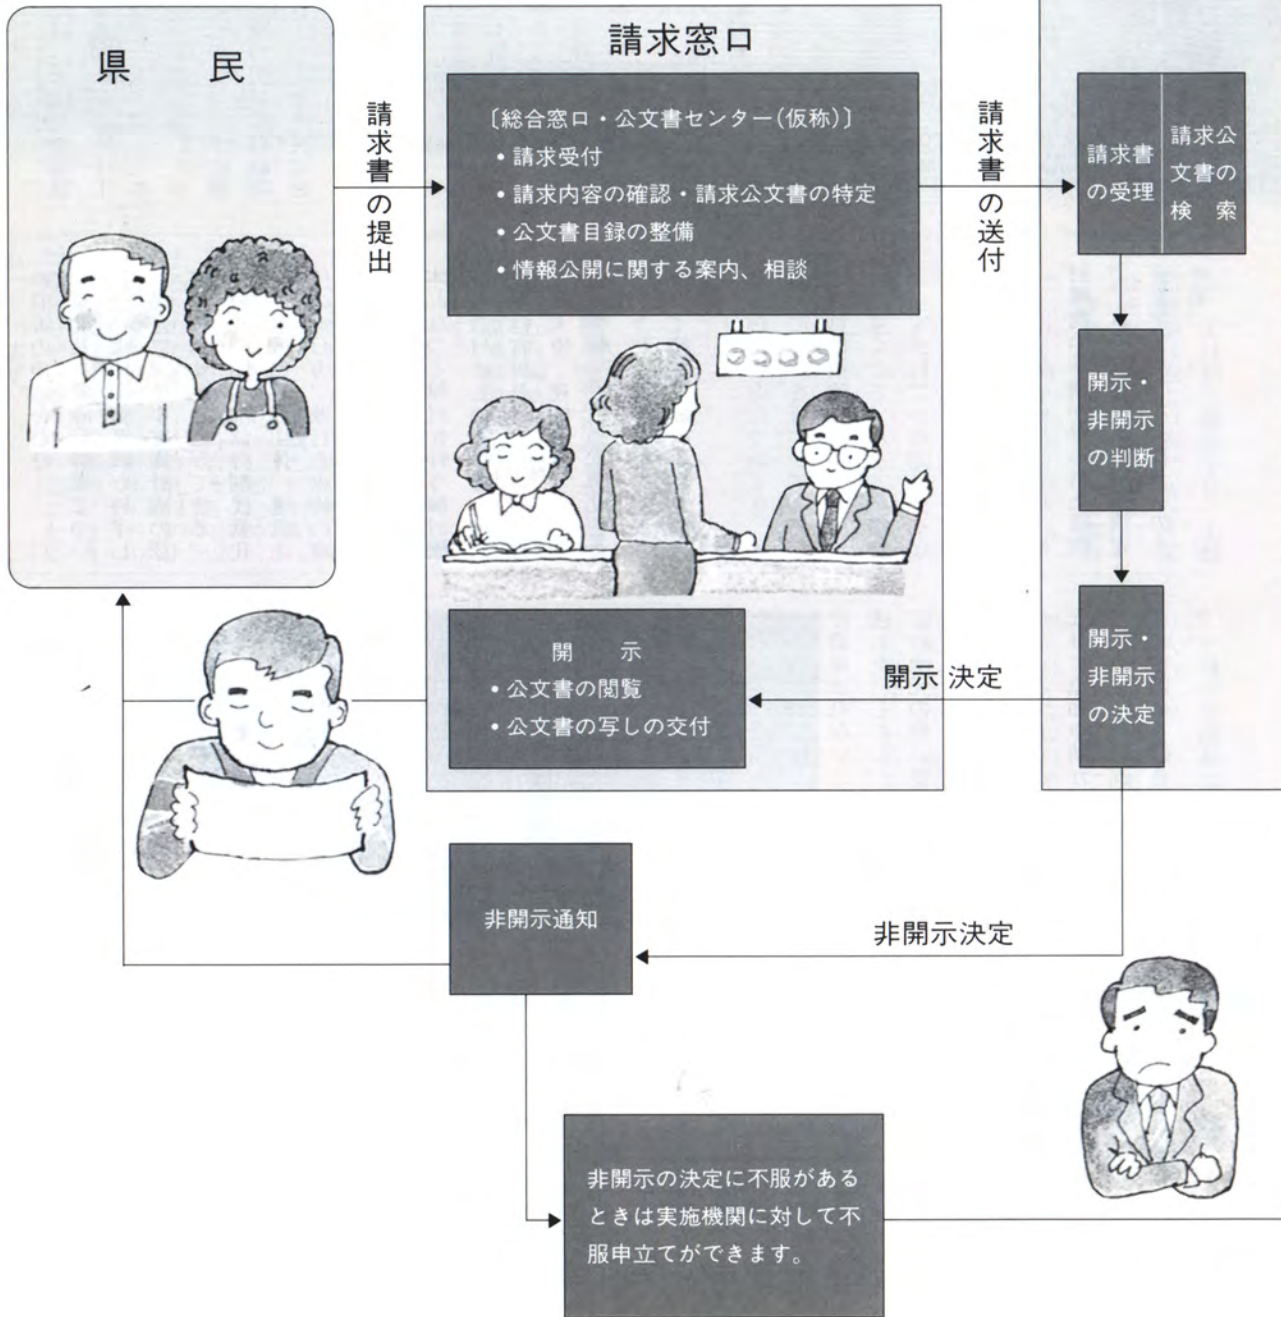 県　民
請求書の提出
請求窓口
〔総合窓口・公文書センター(仮称)〕
• 請求受付
• 請求内容の確認・請求公文書の特定
• 公文書目録の整備
• 情報公開に関する案内、相談
請求書の送付
請求書
の受理
請求公
文書の
検　索
開示・
非開示
の判断
開示・
非開示
の決定
開示決定
開　示
• 公文書の閲覧
• 公文書の写しの交付
非開示決定
非開示通知
非開示の決定に不服がある
ときは実施機関に対して不
服申立てができます。